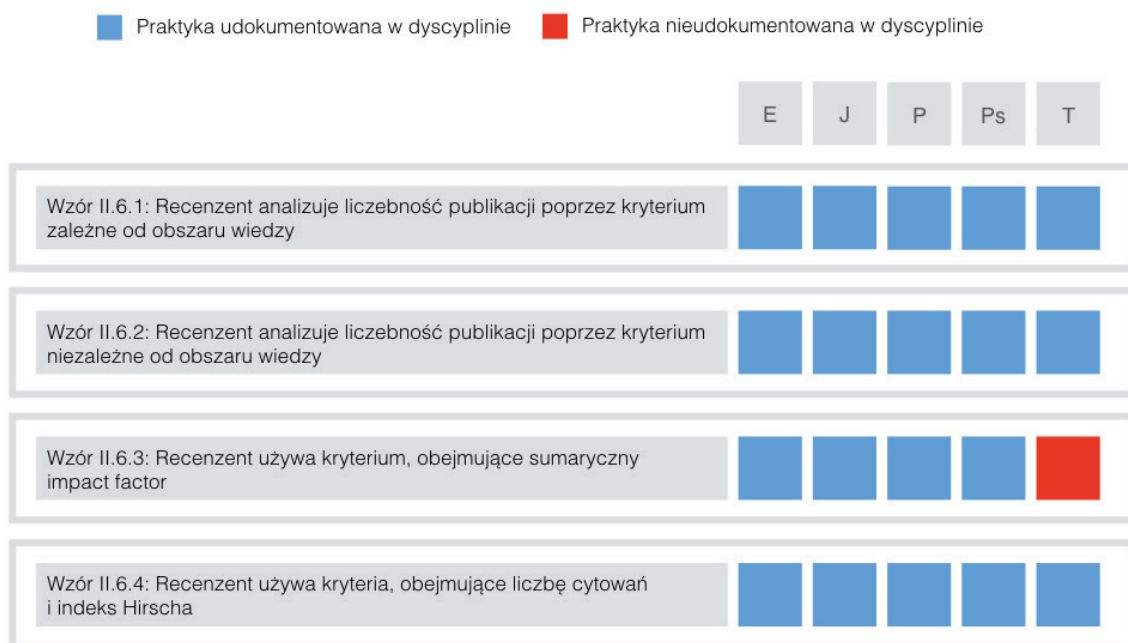 Praktyka udokumentowana w dyscyplinie Praktyka nieudokumentowana w dyscyplinie
E J P Ps T
Wzór II.6.1: Recenzent analizuje liczebność publikacji poprzez kryterium
zależne od obszaru wiedzy
Wzór II.6.2: Recenzent analizuje liczebność publikacji poprzez kryterium
niezależne od obszaru wiedzy
Wzór II.6.3: Recenzent używa kryterium, obejmujące sumaryczny
impact factor
Wzór II.6.4: Recenzent używa kryteria, obejmujące liczbę cytowań
i indeks Hirscha